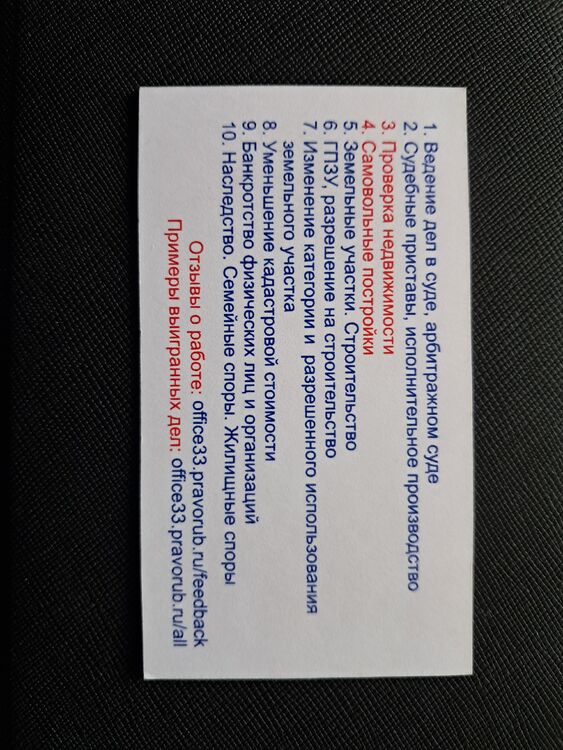 1. Ведение дел в суде, арбитражном суде
2. Судебные приставы, исполнительное производство
3. Проверка недвижимости
4. Самовольные постройки
5. Земельные участки. Строительство
6. ГПЗУ, разрешение на строительство
7. Изменение категории и разрешенного использования
земельного участка
8. Уменьшение кадастровой стоимости
9. Банкротство физических лиц и организаций
10. Наследство. Семейные споры. Жилищные споры
Отзывы о работе: office33.pravorub.ru/feedback
Примеры выигранных дел: office33.pravorub.ru/all